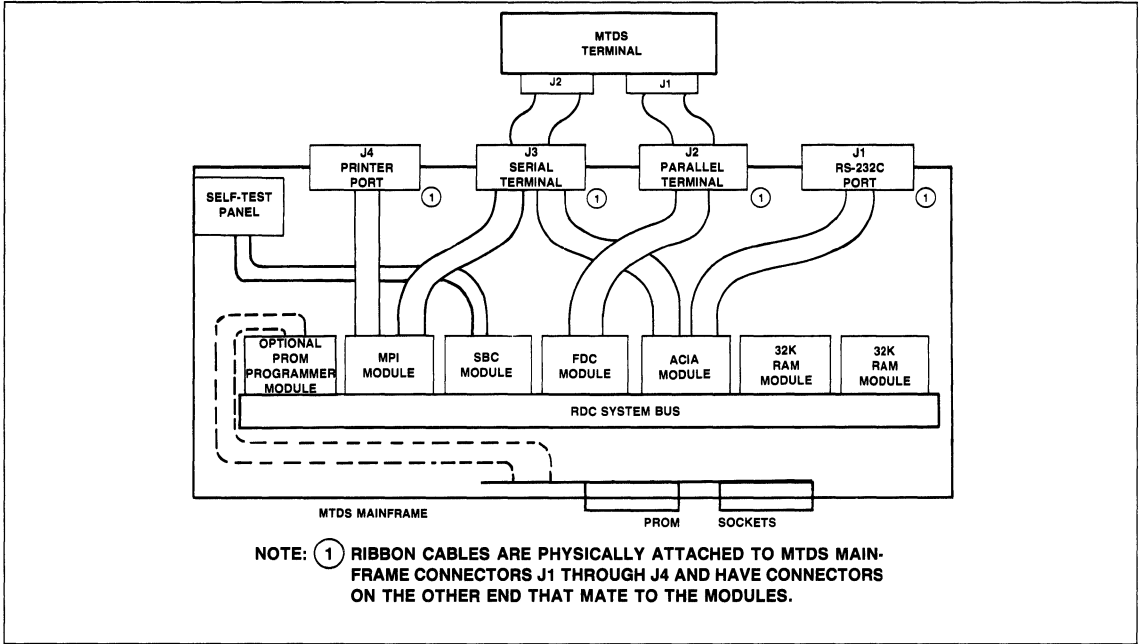 MTDS
TERMINAL
J2
J1
J4
PRINTER
PORT
J3
SERIAL
TERMINAL
J2
PARALLEL
TERMINAL
J1
RS-232C
PORT
1
1
1
1
SELF-TEST
PANEL
OPTIONAL
PROM
PROGRAMMER
MODULE
MPI
MODULE
SBC
MODULE
FDC
MODULE
ACIA
MODULE
32K
RAM
MODULE
32K
RAM
MODULE
RDC SYSTEM BUS
MTDS MAINFRAME
PROM SOCKETS
NOTE: 1 RIBBON CABLES ARE PHYSICALLY ATTACHED TO MTDS MAIN-
FRAME CONNECTORS J1 THROUGH J4 AND HAVE CONNECTORS
ON THE OTHER END THAT MATE TO THE MODULES.